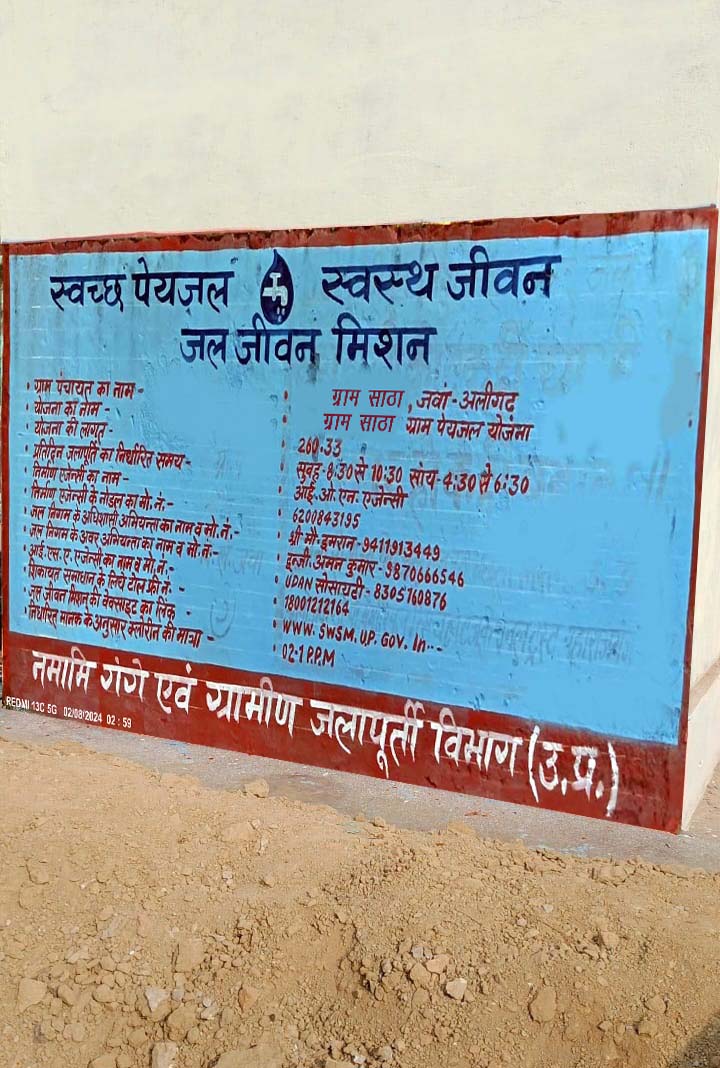 स्वच्छ पेयजल स्वस्थ जीवन
जल जीवन मिशन
• ग्राम पंचायत का नाम - • ग्राम साठा, जवां-अलीगढ़
• योजना का नाम - • ग्राम साठा ग्राम पेयजल योजना
• योजना की लागत - • 260.33
• प्रतिदिन जलापूर्ति का निर्धारित समय - • सुबह- 8:30 से 10:30 सांय 4:30 से 6:30
• निर्माण एजेन्सी का नाम - • आई.ओ.एन. एजेन्सी
• निर्माण एजेन्सी के नोडल का मो. नं.- • 6200843195
• जल निगम के अधिशासी अभियन्ता का नाम व मो. नं.- • श्री मो० इमरान-9411913449
• जल निगम के अवर अभियन्ता का नाम व मो. नं.- • इन्जी. अमन कुमार-9870666546
• आई.एस.ए. एजेन्सी का नाम व मो. नं.- • UPAN सोसायटी-8305760876
• शिकायत समाधान के लिये टोल फ्री नं.- • 18001212164
• जल जीवन मिशन की वेबसाइट का लिंक - • WWW. SWSM. UP. GOV. In--
• निर्धारित मानक के अनुसार क्लोरीन की मात्रा - • 02-1 P.P.M
नमामि गंगे एवं ग्रामीण जलापूर्ती विभाग (उ.प्र.)
REDMI 13C 5G 02/08/2024 02:59